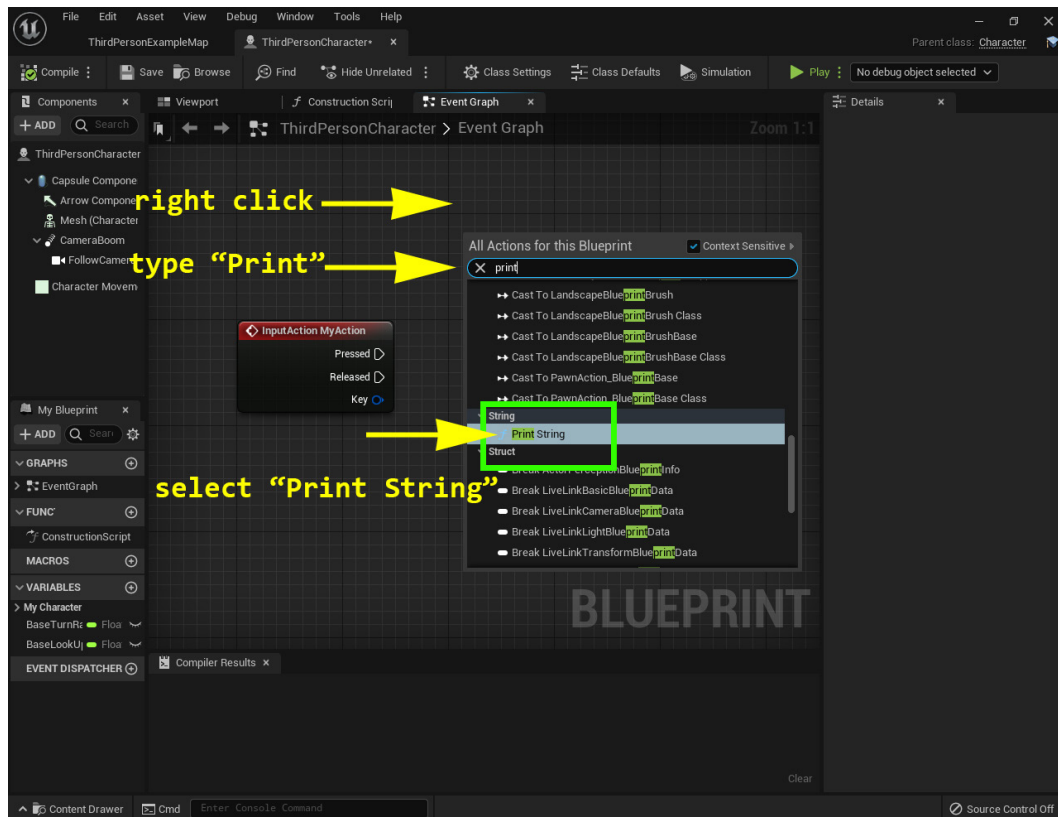 File Edit Asset View Debug Window Tools Help
ThirdPersonExampleMap ThirdPersonCharacter• Parent class: Character
Compile Save Browse Find Hide Unrelated Class Settings Class Defaults Simulation Play No debug object selected
Components Viewport Construction Scrip Event Graph Details
+ ADD Search ThirdPersonCharacter > Event Graph Zoom 1:1
ThirdPersonCharacter
Capsule Compone
Arrow Compone
right click
Mesh (Character
CameraBoom
All Actions for this Blueprint Context Sensitive
FollowCamer
type “Print”
print
Character Movem
Cast To LandscapeBlueprintBrush
Cast To LandscapeBlueprintBrush Class
InputAction MyAction
Cast To LandscapeBlueprintBrushBase
Pressed
Cast To LandscapeBlueprintBrushBase Class
Released
Cast To PawnAction_BlueprintBase
Key
Cast To PawnAction_BlueprintBase Class
My Blueprint
String
+ ADD Sear
Print String
Struct
GRAPHS
Break ActorPerceptionBlueprintInfo
EventGraph
select “Print String”
Break LiveLinkBasicBlueprintData
FUNC
Break LiveLinkCameraBlueprintData
ConstructionScript
Break LiveLinkLightBlueprintData
MACROS
Break LiveLinkTransformBlueprintData
VARIABLES
My Character
BLUEPRINT
BaseTurnRa Floa
BaseLookU Floa
EVENT DISPATCHER
Compiler Results
Clear
Content Drawer Cmd Enter Console Command Source Control Off